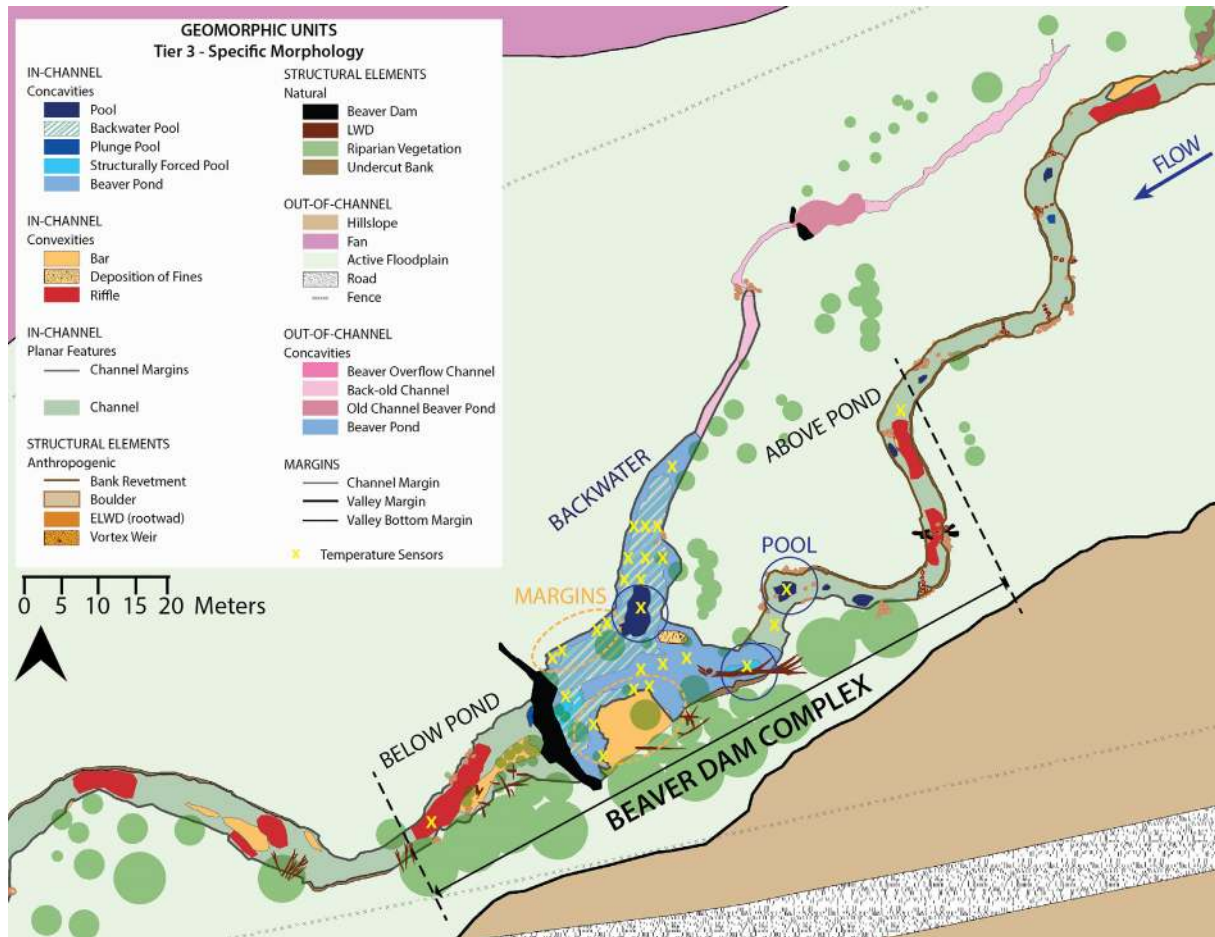 GEOMORPHIC UNITS
Tier 3 - Specific Morphology
IN-CHANNEL
Concavities
Pool
Backwater Pool
Plunge Pool
Structurally Forced Pool
Beaver Pond
IN-CHANNEL
Convexities
Bar
Deposition of Fines
Riffle
IN-CHANNEL
Planar Features
Channel Margins
Channel
STRUCTURAL ELEMENTS
Anthropogenic
Bank Revetment
Boulder
ELWD (rootwad)
Vortex Weir
STRUCTURAL ELEMENTS
Natural
Beaver Dam
LWD
Riparian Vegetation
Undercut Bank
OUT-OF-CHANNEL
Hillslope
Fan
Active Floodplain
Road
Fence
OUT-OF-CHANNEL
Concavities
Beaver Overflow Channel
Back-old Channel
Old Channel Beaver Pond
Beaver Pond
MARGINS
Channel Margin
Valley Margin
Valley Bottom Margin
X Temperature Sensors
0 5 10 15 20 Meters
FLOW
ABOVE POND
BACKWATER
POOL
MARGINS
BELOW POND
BEAVER DAM COMPLEX